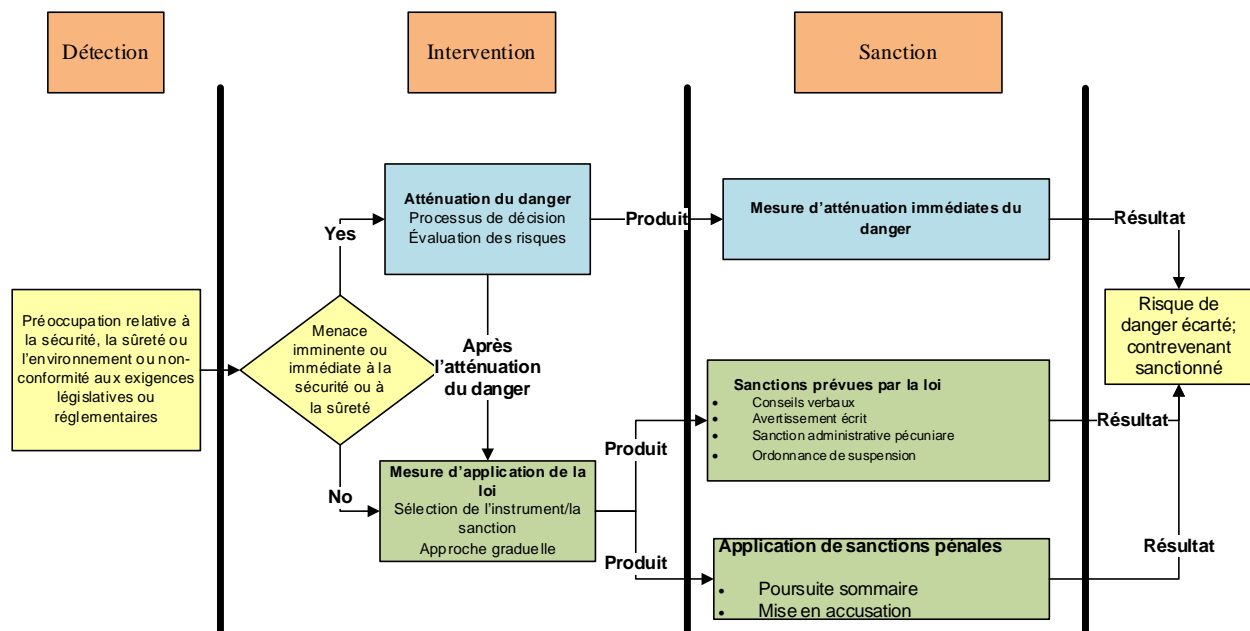 Détection
Intervention
Sanction
Préoccupation relative à
la sécurité, la sûreté ou
l'environnement ou non-
conformité aux exigences
législatives ou
réglementaires
Menace
imminente ou
immédiate à la
sécurité ou à
la sûreté
Yes
No
Atténuation du danger
Processus de décision
Évaluation des risques
Après
l'atténuation
du danger
Mesure d'application de la
loi
Sélection de l'instrument/la
sanction
Approche graduelle
Produit
Produit
Produit
Mesure d'atténuation immédiates du
danger
Sanctions prévues par la loi
• Conseils verbaux
• Avertissement écrit
• Sanction administrative pécuniare
• Ordonnance de suspension
Application de sanctions pénales
• Poursuite sommaire
• Mise en accusation
Résultat
Résultat
Résultat
Risque de
danger écarté;
contrevenant
sanctionné